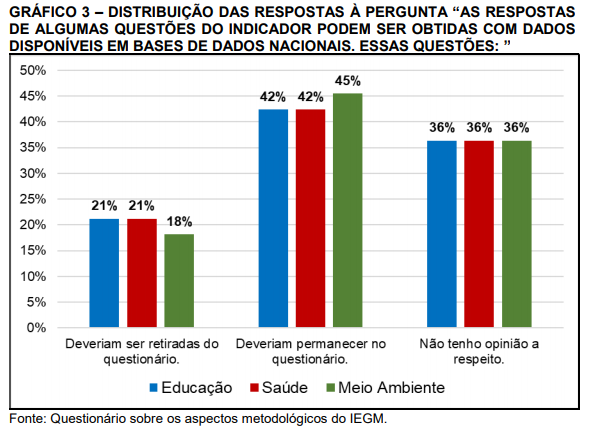 GRÁFICO 3 – DISTRIBUIÇÃO DAS RESPOSTAS À PERGUNTA “AS RESPOSTAS
DE ALGUMAS QUESTÕES DO INDICADOR PODEM SER OBTIDAS COM DADOS
DISPONÍVEIS EM BASES DE DADOS NACIONAIS. ESSAS QUESTÕES: ”
50%
45%
40%
35%
30%
25%
20%
15%
10%
5%
0%
21% 21% 18%
42% 42% 45%
36% 36% 36%
Deveriam ser retiradas do
questionário.
Deveriam permanecer no
questionário.
Não tenho opinião a
respeito.
Educação Saúde Meio Ambiente
Fonte: Questionário sobre os aspectos metodológicos do IEGM.